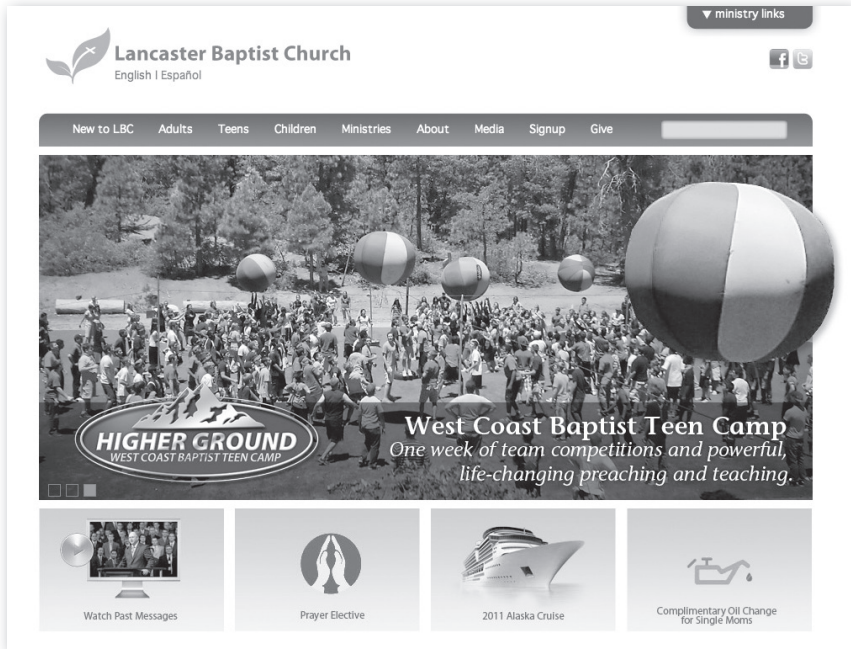 ▼ ministry links
Lancaster Baptist Church
English | Español
New to LBC Adults Teens Children Ministries About Media Signup Give
West Coast Baptist Teen Camp
One week of team competitions and powerful,
life-changing preaching and teaching.
HIGHER GROUND
WEST COAST BAPTIST TEEN CAMP
Watch Past Messages
Prayer Elective
2011 Alaska Cruise
Complimentary Oil Change
for Single Moms